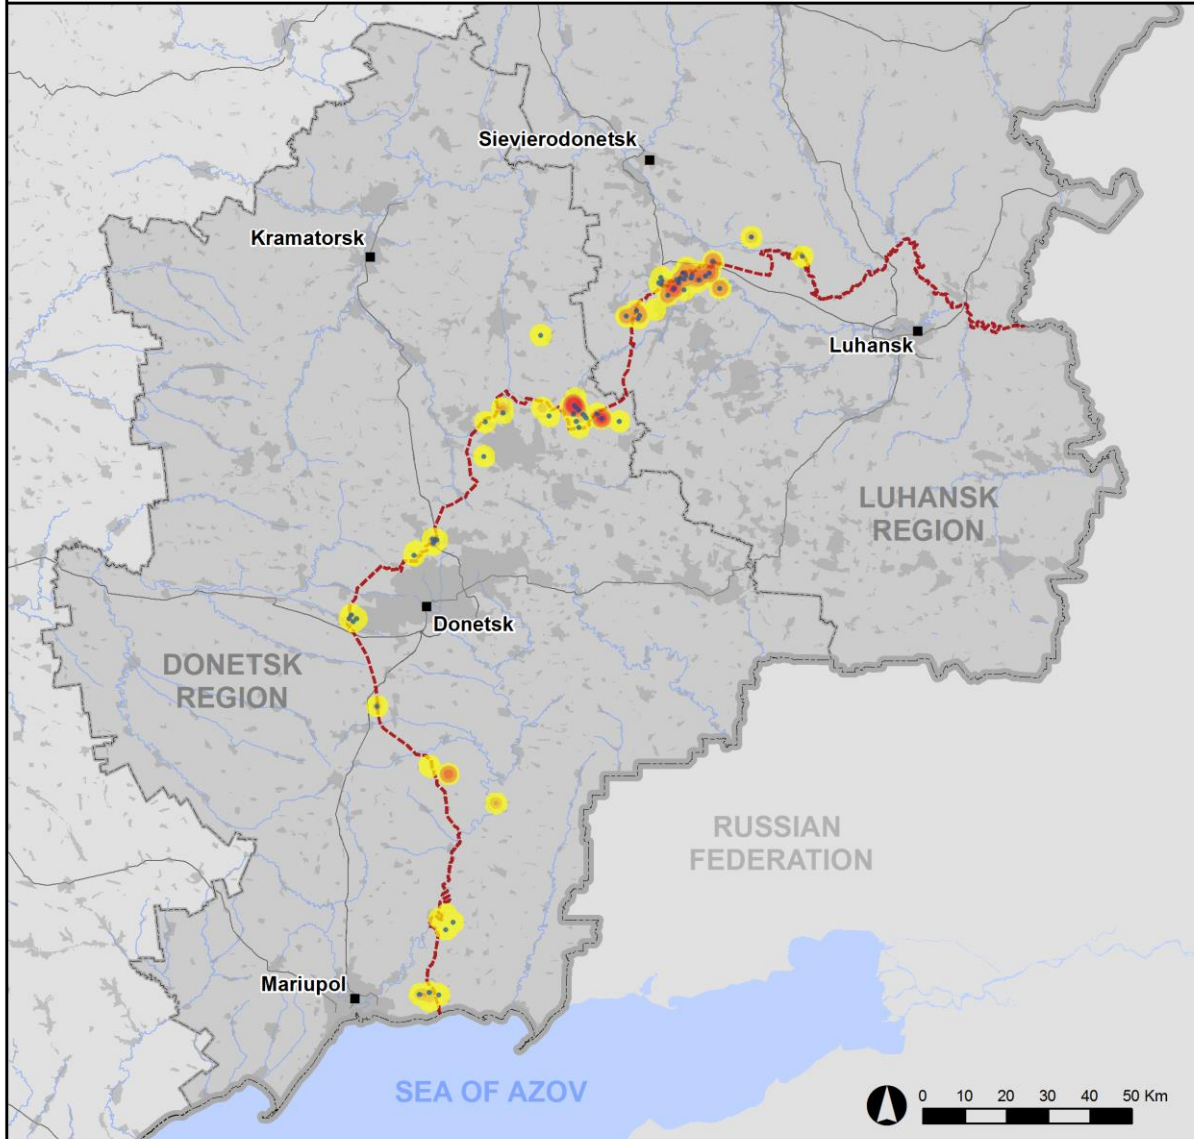 Sievierodonetsk
Kramatorsk
Luhansk
LUHANSK
REGION
Donetsk
DONETSK
REGION
RUSSIAN
FEDERATION
Mariupol
SEA OF AZOV
0 10 20 30 40 50 Km